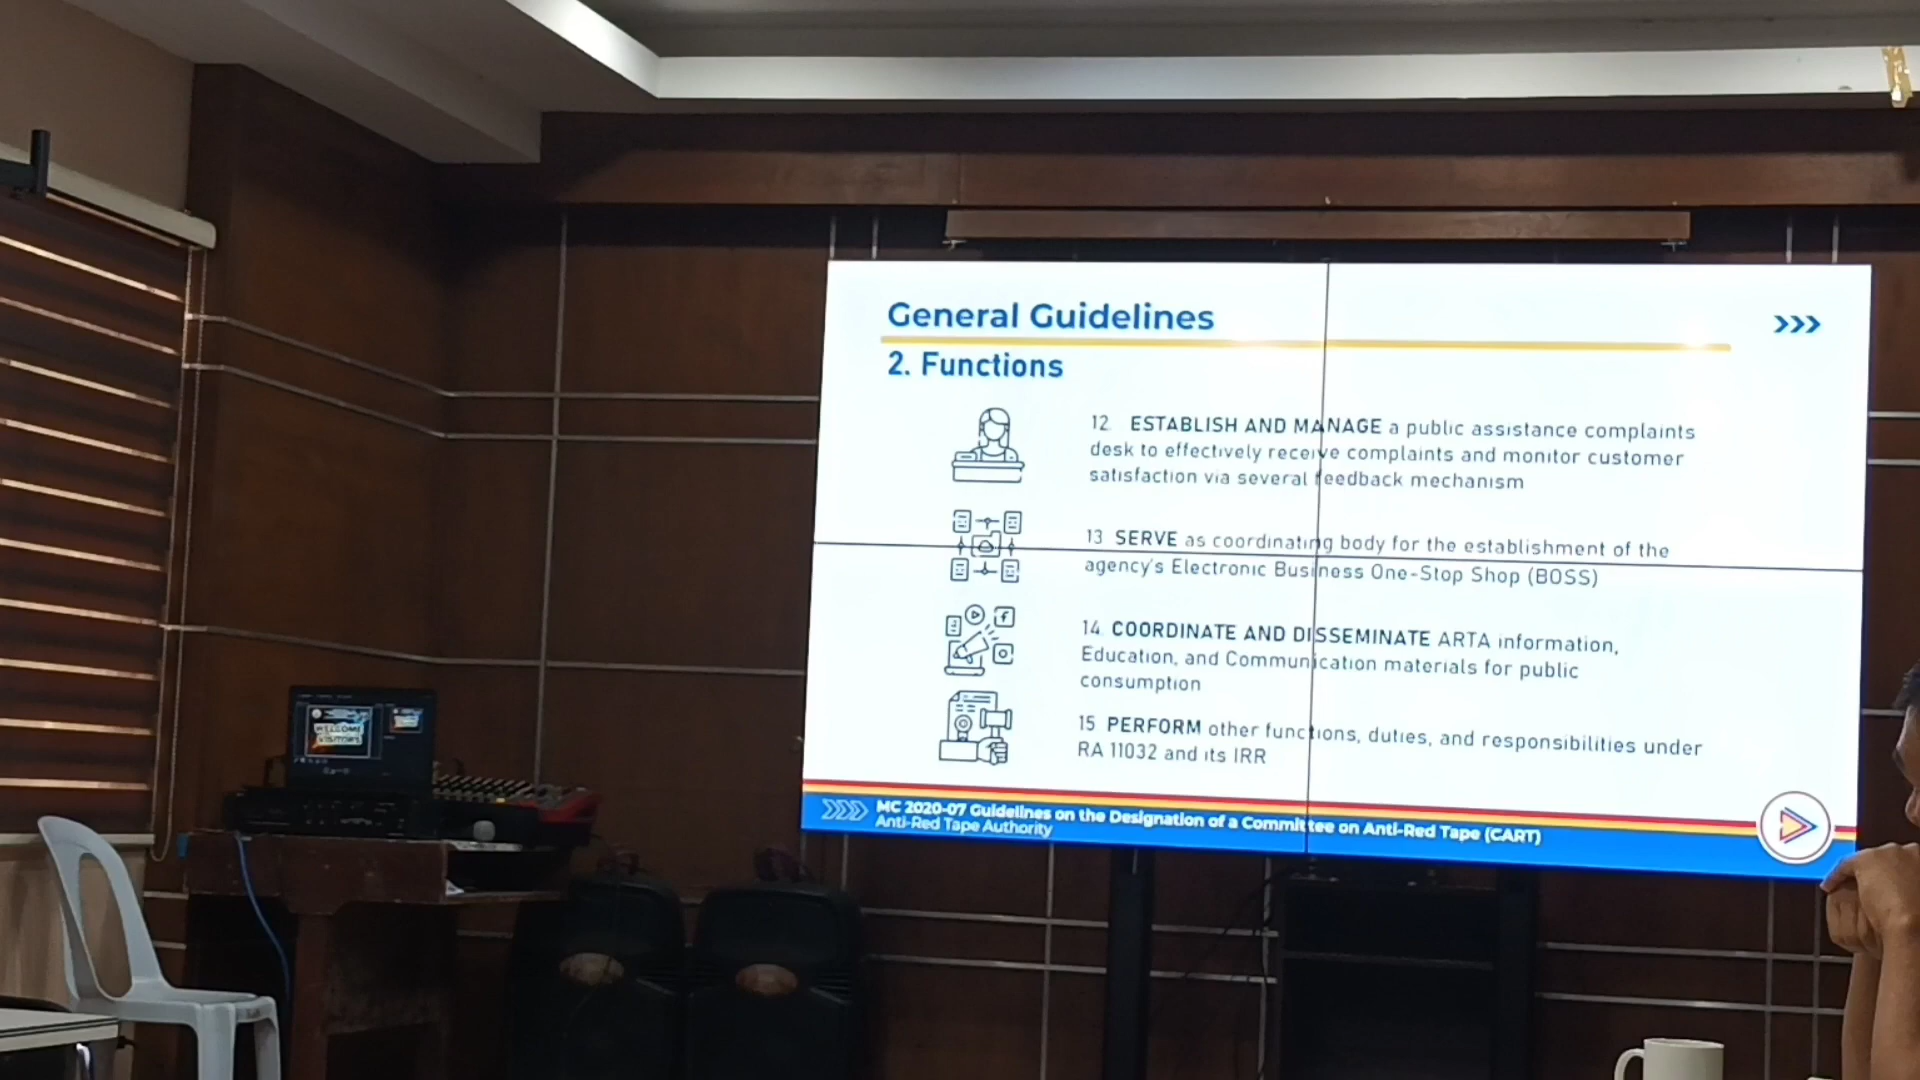 General Guidelines
2. Functions
12. ESTABLISH AND MANAGE a public assistance complaints
desk to effectively receive complaints and monitor customer
satisfaction via several feedback mechanism
13 SERVE as coordinating body for the establishment of the
agency's Electronic Business One-Stop Shop (BOSS)
14. COORDINATE AND DISSEMINATE ARTA information,
Education, and Communication materials for public
consumption
15 PERFORM other functions, duties, and responsibilities under
RA 11032 and its IRR
MC 2020-07 Guidelines on the Designation of a Committee on Anti-Red Tape (CART)
Anti-Red Tape Authority
WELCOME
VISITORS